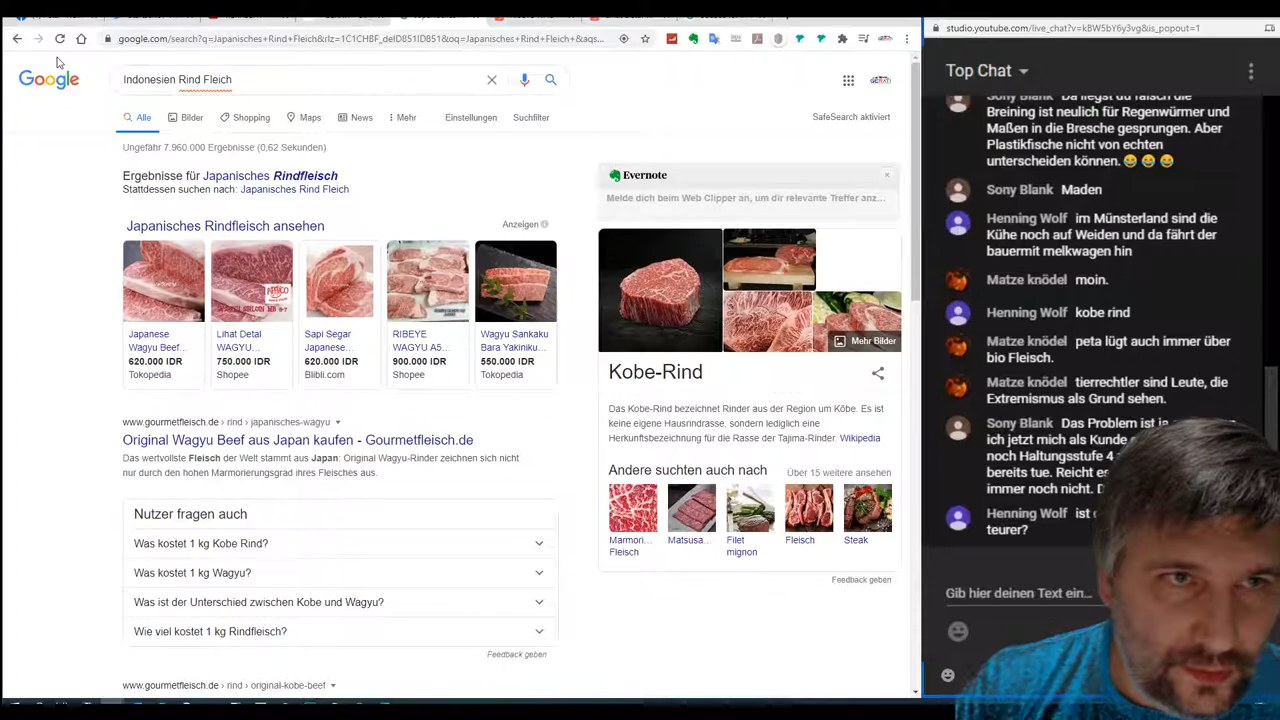 google.com/search?q=Japanisches+Rind+Fleich&rlz=1C1CHBF_deID851ID851&oq=Japanisches+Rind+Fleich+&aqs...
Google
Indonesien Rind Fleich
Alle
Bilder
Shopping
Maps
News
Mehr
Einstellungen
Suchfilter
SafeSearch aktiviert
Ungefähr 7.960.000 Ergebnisse (0,62 Sekunden)
Ergebnisse für Japanisches Rindfleisch
Stattdessen suchen nach: Japanisches Rind Fleich
Japanisches Rindfleisch ansehen
Anzeigen
Japanese
Wagyu Beef...
620.000 IDR
Tokopedia
Lihat Detal
WAGYU...
750.000 IDR
Shopee
Sapi Segar
Japanese...
620.000 IDR
Blibli.com
RIBEYE
WAGYU A5...
900.000 IDR
Shopee
Wagyu Sankaku
Bara Yakiniku...
550.000 IDR
Tokopedia
www.gourmetfleisch.de › rind › japanisches-wagyu
Original Wagyu Beef aus Japan kaufen - Gourmetfleisch.de
Das wertvollste Fleisch der Welt stammt aus Japan: Original Wagyu-Rinder zeichnen sich nicht
nur durch den hohen Marmorierungsgrad ihres Fleisches aus.
Nutzer fragen auch
Was kostet 1 kg Kobe Rind?
Was kostet 1 kg Wagyu?
Was ist der Unterschied zwischen Kobe und Wagyu?
Wie viel kostet 1 kg Rindfleisch?
Feedback geben
www.gourmetfleisch.de › rind › original-kobe-beef
Evernote
Melde dich beim Web Clipper an, um dir relevante Treffer anz...
Mehr Bilder
Kobe-Rind
Das Kobe-Rind bezeichnet Rinder aus der Region um Kōbe. Es ist
keine eigene Hausrindrasse, sondern lediglich eine
Herkunftsbezeichnung für die Rasse der Tajima-Rinder. Wikipedia
Andere suchten auch nach
Über 15 weitere ansehen
Marmori...
Fleisch
Matsusa...
Filet
mignon
Fleisch
Steak
Feedback geben
studio.youtube.com/live_chat?v=kBW5bY6y3vg&is_popout=1
Top Chat
Sony Blank Da liegst du falsch die
Breining ist neulich für Regenwürmer und
Maßen in die Bresche gesprungen. Aber
Plastikfische nicht von echten
unterscheiden können. 😂 😂 😂
Sony Blank Maden
Henning Wolf im Münsterland sind die
Kühe noch auf Weiden und da fährt der
bauermit melkwagen hin
Matze knödel moin.
Henning Wolf kobe rind
Matze knödel peta lügt auch immer über
bio Fleisch.
Matze knödel tierrechtler sind Leute, die
Extremismus als Grund sehen.
Sony Blank Das Problem ist
ich jetzt mich als Kunde
noch Haltungsstufe 4
bereits tue. Reicht
immer noch nicht.
Henning Wolf ist
teurer?
Gib hier deinen Text ein...